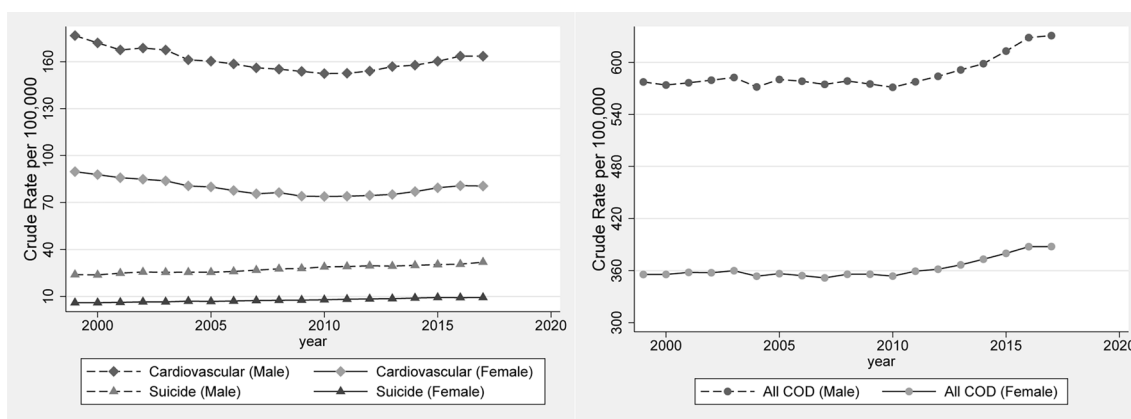 Crude Rate per 100,000
160
130
100
70
40
10
2000 2005 2010 2015 2020
year
Cardiovascular (Male) Cardiovascular (Female)
Suicide (Male) Suicide (Female)
Crude Rate per 100,000
600
540
480
420
360
300
2000 2005 2010 2015 2020
year
All COD (Male) All COD (Female)